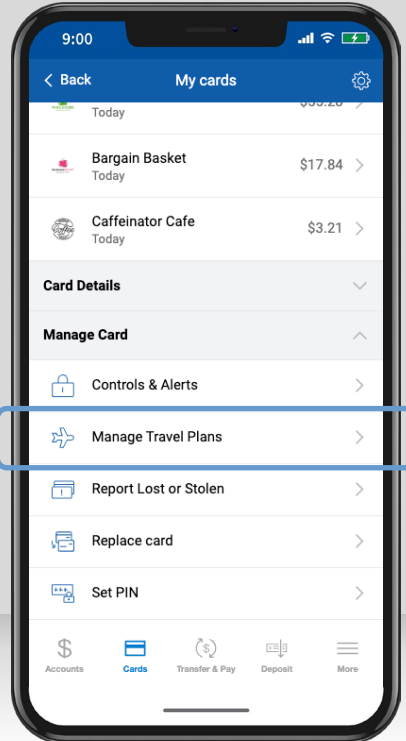 9:00
Back
My cards
Today
Bargain Basket
$17.84
Today
Caffeinator Cafe
$3.21
Today
Card Details
Manage Card
Controls & Alerts
Manage Travel Plans
Report Lost or Stolen
Replace card
Set PIN
Accounts
Cards
Transfer & Pay
Deposit
More